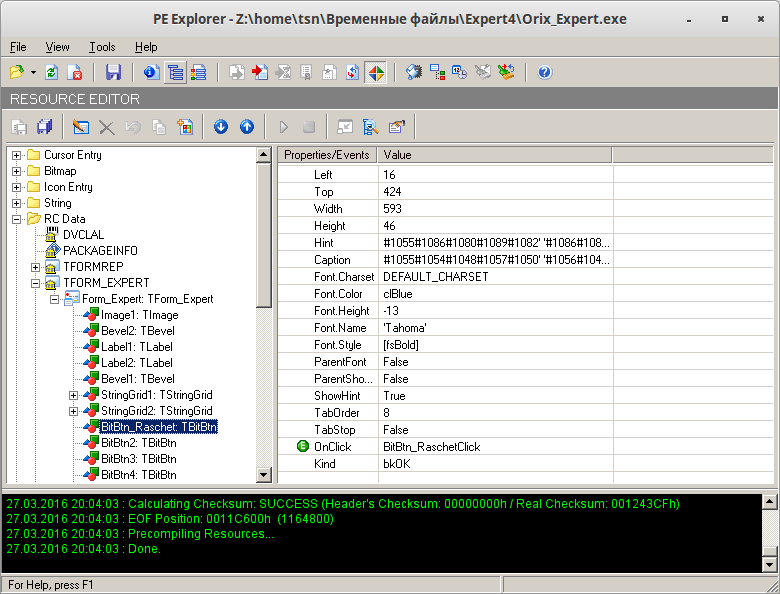 PE Explorer - Z:\home\tsn\Временные файлы\Expert4\Orix_Expert.exe
File View Tools Help
RESOURCE EDITOR
Cursor Entry
Bitmap
Icon Entry
String
RC Data
DVCLAL
PACKAGEINFO
TFORMREP
TFORM_EXPERT
Form_Expert: TForm_Expert
Image1: TImage
Bevel2: TBevel
Label1: TLabel
Label2: TLabel
Bevel1: TBevel
StringGrid1: TStringGrid
StringGrid2: TStringGrid
BitBtn_Raschet: TBitBtn
BitBtn2: TBitBtn
BitBtn3: TBitBtn
BitBtn4: TBitBtn
Properties/Events Value
Left 16
Top 424
Width 593
Height 46
Hint #1055#1086#1080#1089#1082' '#1086#108...
Caption #1055#1054#1048#1057#1050' '#1056#104...
Font.Charset DEFAULT_CHARSET
Font.Color clBlue
Font.Height -13
Font.Name 'Tahoma'
Font.Style [fsBold]
ParentFont False
ParentSho... False
ShowHint True
TabOrder 8
TabStop False
E OnClick BitBtn_RaschetClick
Kind bkOK
27.03.2016 20:04:03 : Calculating Checksum: SUCCESS (Header's Checksum: 00000000h / Real Checksum: 001243CFh)
27.03.2016 20:04:03 : EOF Position: 0011C600h (1164800)
27.03.2016 20:04:03 : Precompiling Resources...
27.03.2016 20:04:03 : Done.
For Help, press F1